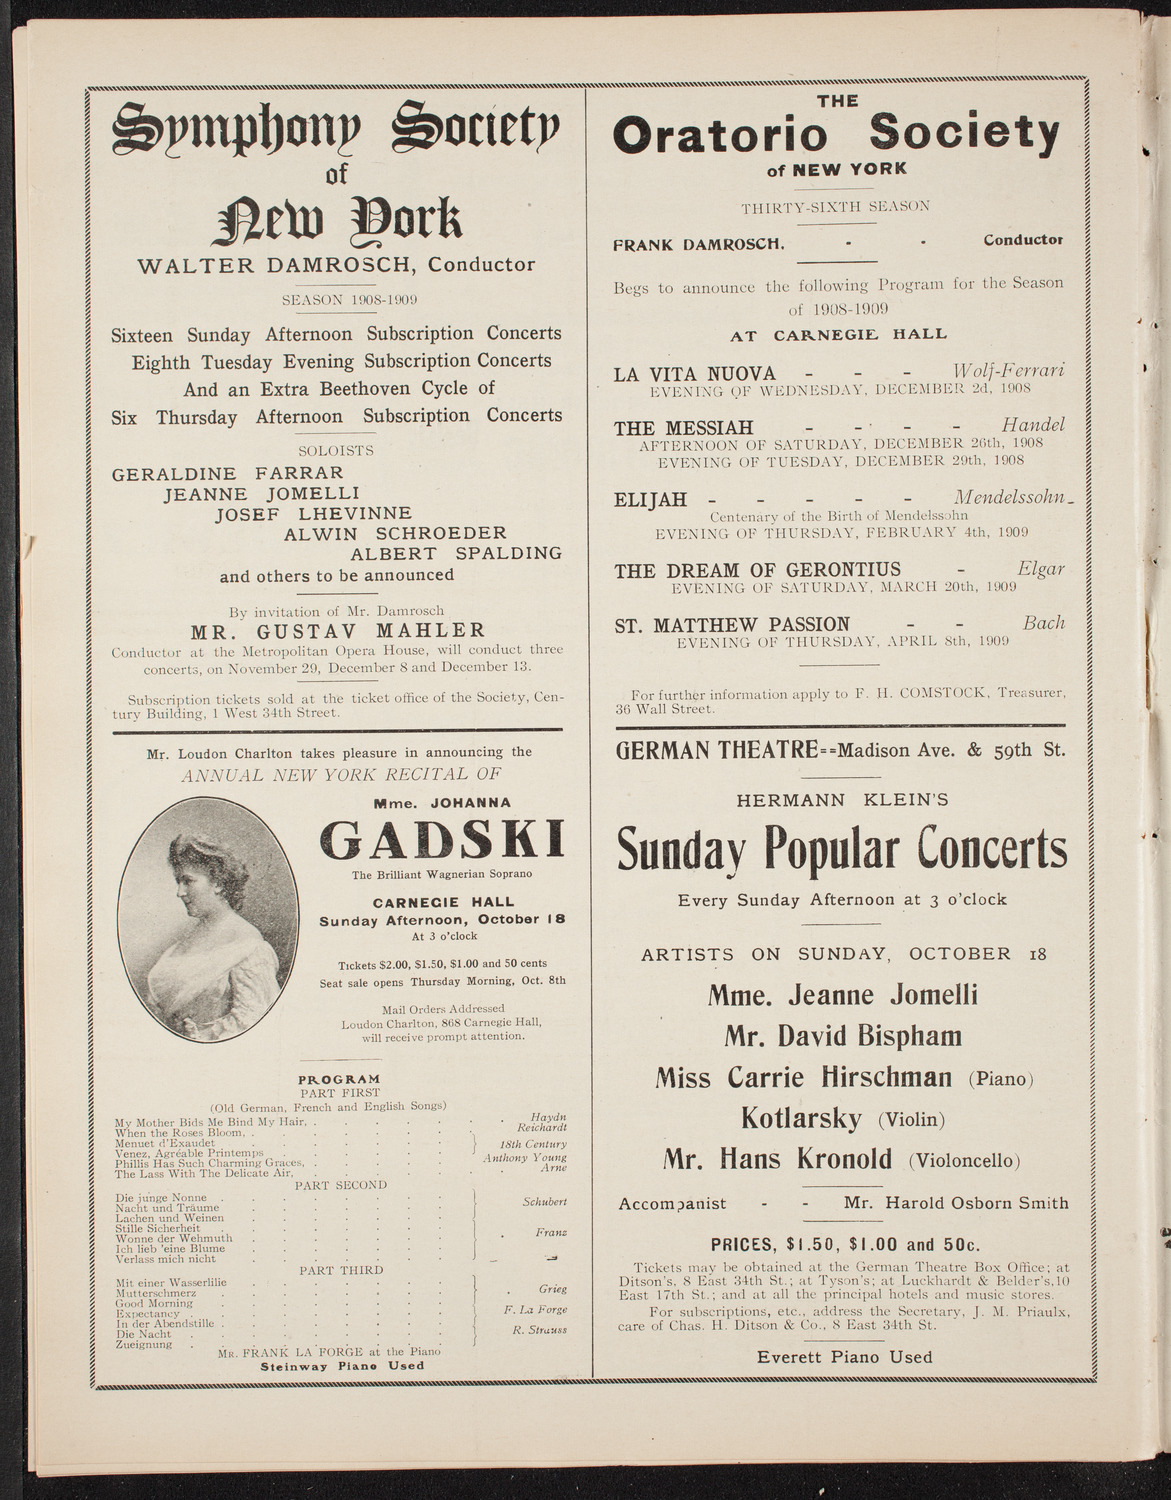 Symphony Society
of
New York
WALTER DAMROSCH, Conductor
SEASON 1908-1909
Sixteen Sunday Afternoon Subscription Concerts
Eighth Tuesday Evening Subscription Concerts
And an Extra Beethoven Cycle of
Six Thursday Afternoon Subscription Concerts
SOLOISTS
GERALDINE FARRAR
JEANNE JOMELLI
JOSEF LHEVINNE
ALWIN SCHROEDER
ALBERT SPALDING
and others to be announced
By invitation of Mr. Damrosch
MR. GUSTAV MAHLER
Conductor at the Metropolitan Opera House, will conduct three
concerts, on November 29, December 8 and December 13.
Subscription tickets sold at the ticket office of the Society, Cen-
tury Building, 1 West 34th Street.
Mr. Loudon Charlton takes pleasure in announcing the
ANNUAL NEW YORK RECITAL OF
Mme. JOHANNA
GADSKI
The Brilliant Wagnerian Soprano
CARNEGIE HALL
Sunday Afternoon, October 18
At 3 o'clock
Tickets $2.00, $1.50, $1.00 and 50 cents
Seat sale opens Thursday Morning, Oct. 8th
Mail Orders Addressed
Loudon Charlton, 868 Carnegie Hall,
will receive prompt attention.
PROGRAM
PART FIRST
(Old German, French and English Songs)
My Mother Bids Me Bind My Hair, . . . . . . . Haydn
When the Roses Bloom, . . . . . . . Reichardt
Menuet d'Exaudet . . . . . . .
Venez, Agréable Printemps . . . . . . } 18th Century
Phillis Has Such Charming Graces, . . . . . Anthony Young
The Lass With The Delicate Air, . . . . . . . Arne
PART SECOND
Die junge Nonne . . . . . . . .
Nacht und Träume . . . . . . . } Schubert
Lachen und Weinen . . . . . . .
Stille Sicherheit . . . . . . . .
Wonne der Wehmuth . . . . . . . . Franz
Ich lieb 'eine Blume . . . . . . .
Verlass mich nicht . . . . . . .
PART THIRD
Mit einer Wasserlilie . . . . . . .
Mutterschmerz . . . . . . . } . Grieg
Good Morning . . . . . . .
Expectancy . . . . . . . . F. La Forge
In der Abendstille . . . . . . . .
Die Nacht . . . . . . . . } R. Strauss
Zueignung . . . . . . . .
MR. FRANK LA FORGE at the Piano
Steinway Piano Used
THE
Oratorio Society
of NEW YORK
THIRTY-SIXTH SEASON
FRANK DAMROSCH, - - Conductor
Begs to announce the following Program for the Season
of 1908-1909
AT CARNEGIE HALL
LA VITA NUOVA - - - Wolf-Ferrari
EVENING OF WEDNESDAY, DECEMBER 2d, 1908
THE MESSIAH - - - - Handel
AFTERNOON OF SATURDAY, DECEMBER 26th, 1908
EVENING OF TUESDAY, DECEMBER 29th, 1908
ELIJAH - - - - - Mendelssohn
Centenary of the Birth of Mendelssohn
EVENING OF THURSDAY, FEBRUARY 4th, 1909
THE DREAM OF GERONTIUS - Elgar
EVENING OF SATURDAY, MARCH 20th, 1909
ST. MATTHEW PASSION - - Bach
EVENING OF THURSDAY, APRIL 8th, 1909
For further information apply to F. H. COMSTOCK, Treasurer,
36 Wall Street.
GERMAN THEATRE--Madison Ave. & 59th St.
HERMANN KLEIN'S
Sunday Popular Concerts
Every Sunday Afternoon at 3 o'clock
ARTISTS ON SUNDAY, OCTOBER 18
Mme. Jeanne Jomelli
Mr. David Bispham
Miss Carrie Hirschman (Piano)
Kotlarsky (Violin)
Mr. Hans Kronold (Violoncello)
Accompanist - - Mr. Harold Osborn Smith
PRICES, $1.50, $1.00 and 50c.
Tickets may be obtained at the German Theatre Box Office; at
Ditson's, 8 East 34th St.; at Tyson's; at Luckhardt & Belder's, 10
East 17th St.; and at all the principal hotels and music stores.
For subscriptions, etc., address the Secretary, J. M. Priaulx,
care of Chas. H. Ditson & Co., 8 East 34th St.
Everett Piano Used